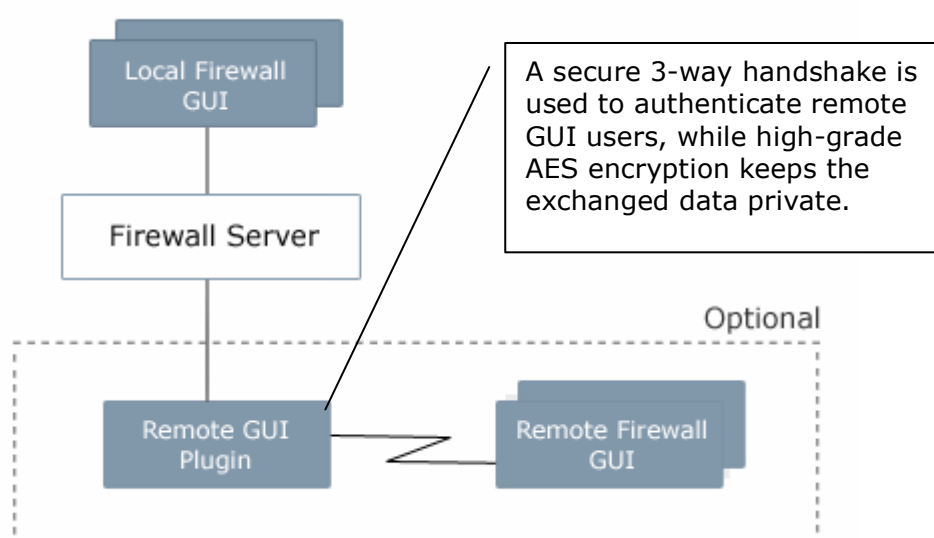 Local Firewall
GUI
A secure 3-way handshake is
used to authenticate remote
GUI users, while high-grade
AES encryption keeps the
exchanged data private.
Firewall Server
Optional
Remote GUI
Plugin
Remote Firewall
GUI